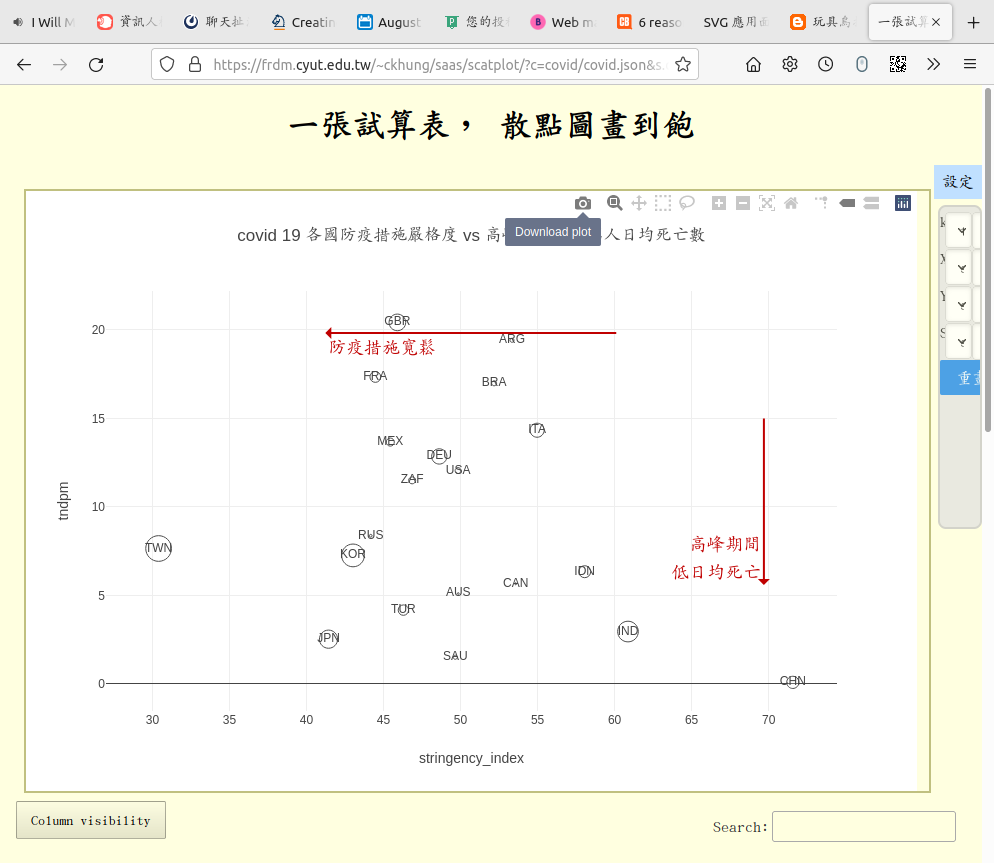 I Will M
資訊人
聊天扯
Creatin
August
您的投
Web m
6 reaso
SVG 應用
玩具烏
一張試算
https://frdm.cyut.edu.tw/~ckhung/saas/scatplot/?c=covid/covid.json&s.
一張試算表， 散點圖畫到飽
設定
Download plot
covid 19 各國防疫措施嚴格度 vs 高 人日均死亡數
k
X
Y
S
重
20
15
10
5
0
tndpm
GBR
ARG
防疫措施寬鬆
FRA
BRA
ITA
MEX
DEU
USA
ZAF
RUS
TWN
KOR
高峰期間
低日均死亡
IDN
CAN
AUS
TUR
JPN
IND
SAU
CHN
30 35 40 45 50 55 60 65 70
stringency_index
Column visibility
Search: